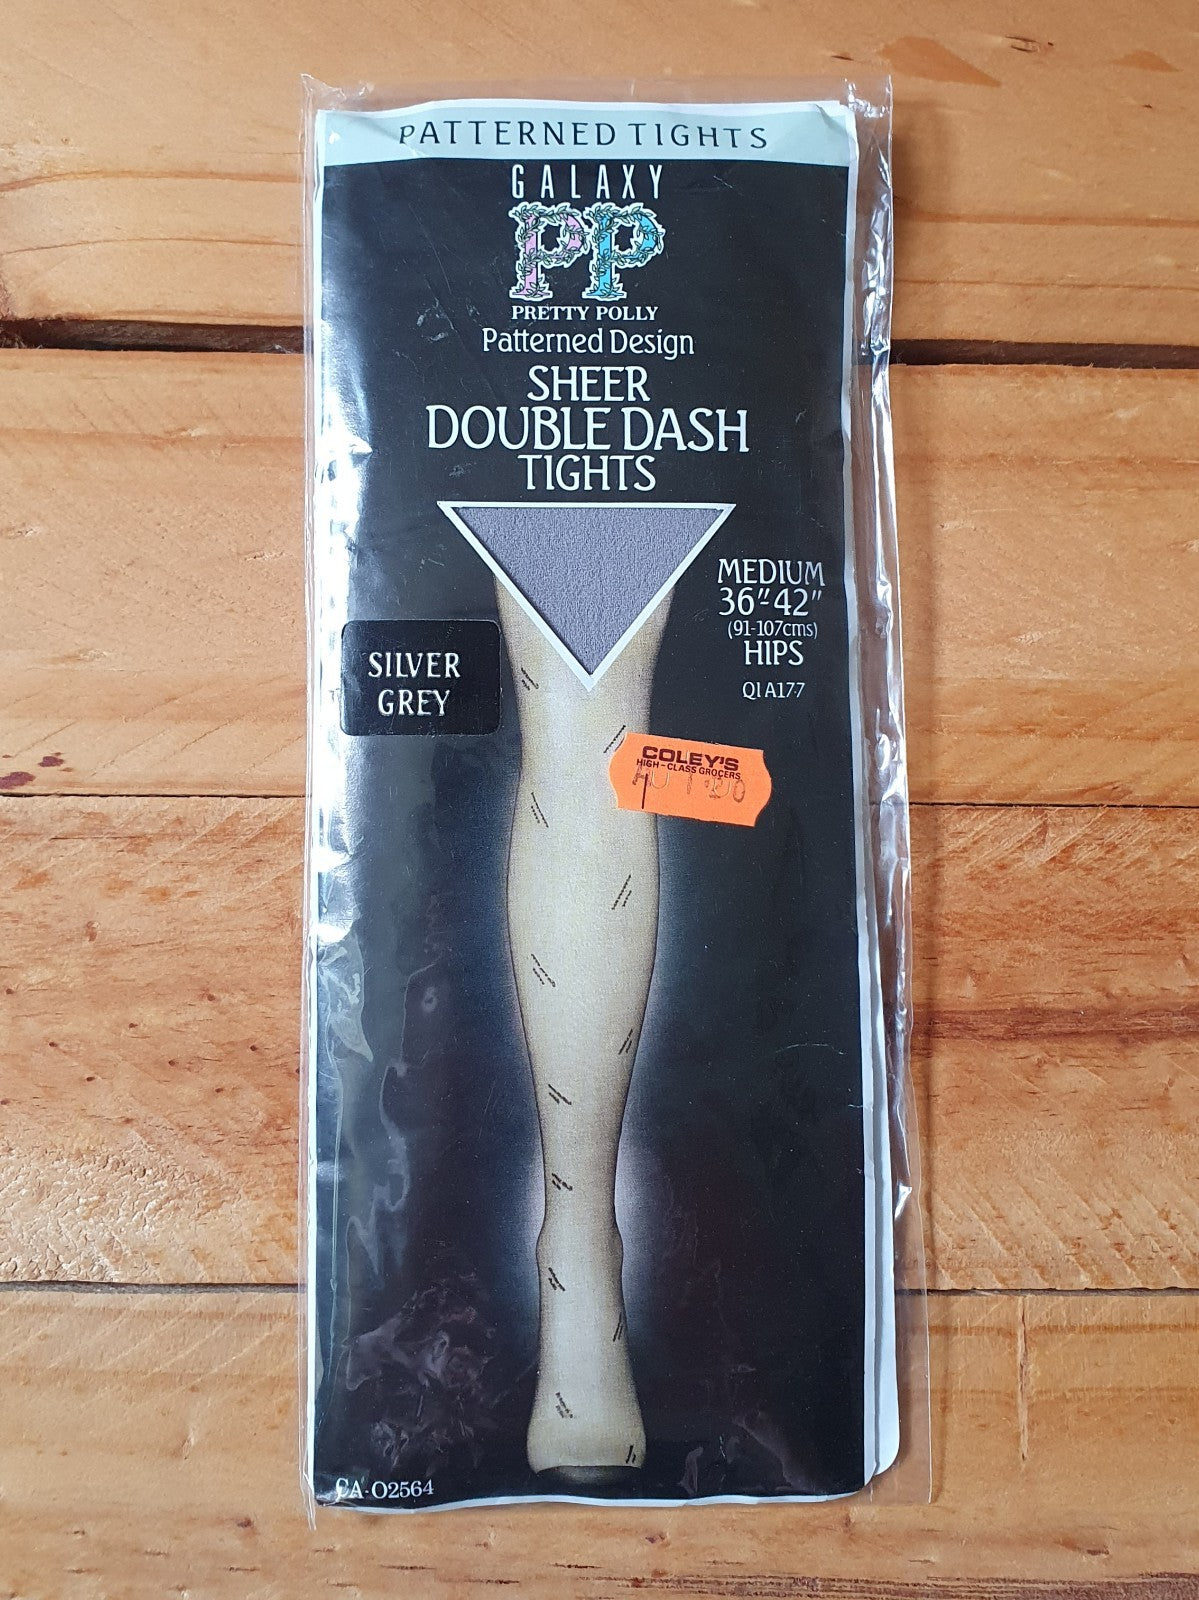 PATTERNED TIGHTS
GALAXY
PP
PRETTY POLLY
Patterned Design
SHEER
DOUBLE DASH
TIGHTS
MEDIUM
36"-42"
(91-107cms)
HIPS
QI A17·7
SILVER
GREY
COLEY'S
HIGH-CLASS GROCERS
CA-O2564